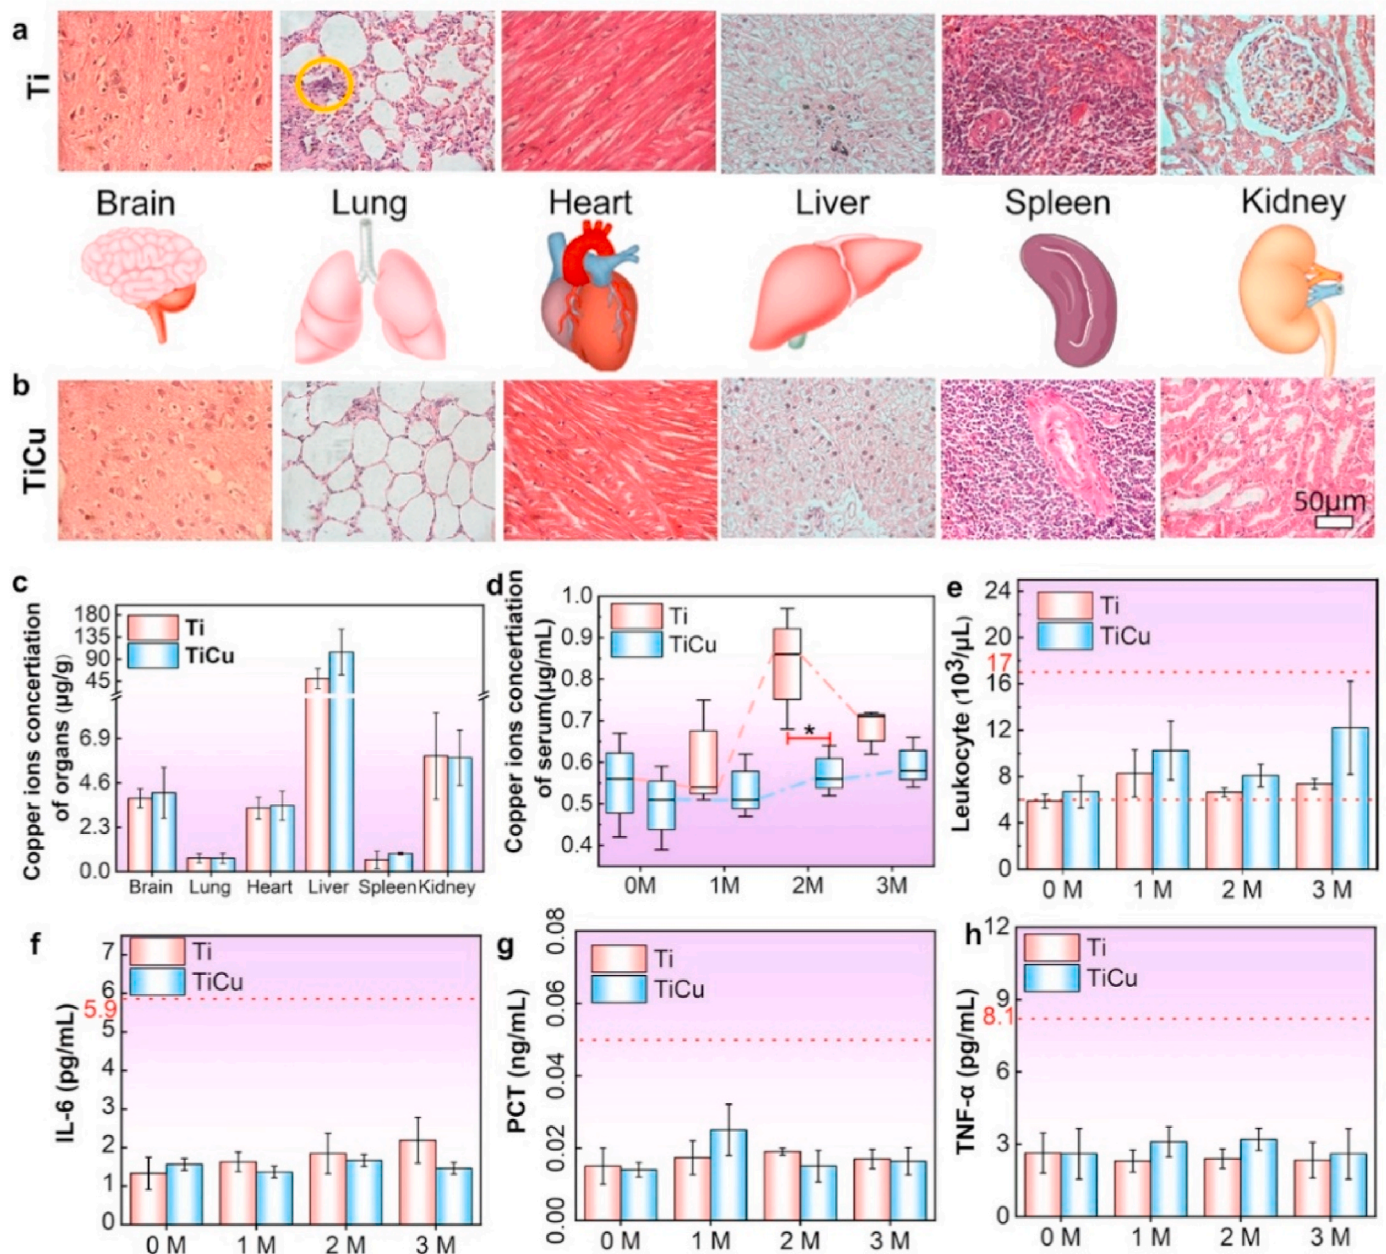 a
Ti
Brain Lung Heart Liver Spleen Kidney
b
TiCu
50μm
c
Copper ions concertiation
of organs (μg/g)
180
135
90
45
6.9
4.6
2.3
0.0
Ti
TiCu
Brain Lung Heart Liver Spleen Kidney
d
Copper ions concertiation
of serum(μg/mL)
1.0
0.9
0.8
0.7
0.6
0.5
0.4
Ti
TiCu
*
0M 1M 2M 3M
e
Leukocyte (10³/μL)
24
20
17
16
12
8
4
0
Ti
TiCu
0 M 1 M 2 M 3 M
f
IL-6 (pg/mL)
7
6
5.9
5
4
3
2
1
0
Ti
TiCu
0 M 1 M 2 M 3 M
g
PCT (ng/mL)
0.08
0.06
0.04
0.02
0.00
Ti
TiCu
0 M 1 M 2 M 3 M
h
TNF-α (pg/mL)
12
9
8.1
6
3
0
Ti
TiCu
0 M 1 M 2 M 3 M